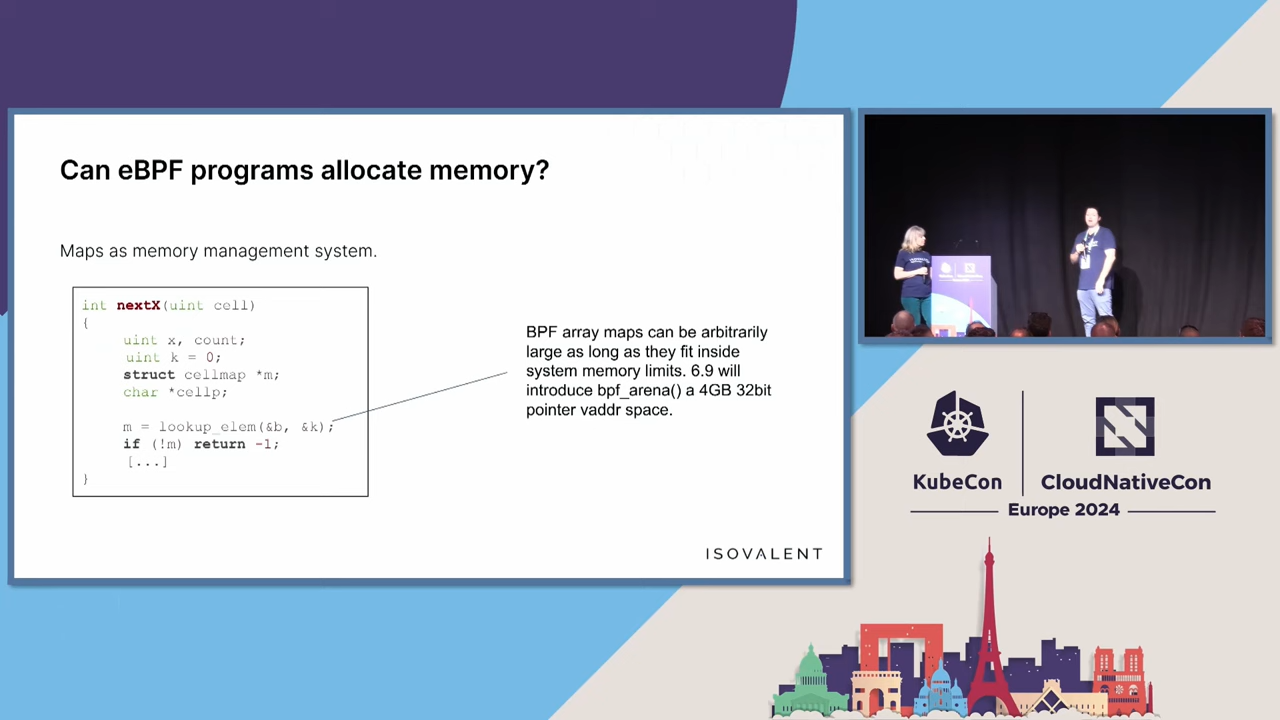 Can eBPF programs allocate memory?
Maps as memory management system.
int nextX(uint cell)
{
uint x, count;
uint k = 0;
struct cellmap *m;
char *cellp;
m = lookup_elem(&b, &k);
if (!m) return -1;
[...]
}
BPF array maps can be arbitrarily
large as long as they fit inside
system memory limits. 6.9 will
introduce bpf_arena() a 4GB 32bit
pointer vaddr space.
ISOVALENT
KubeCon
CloudNativeCon
Europe 2024